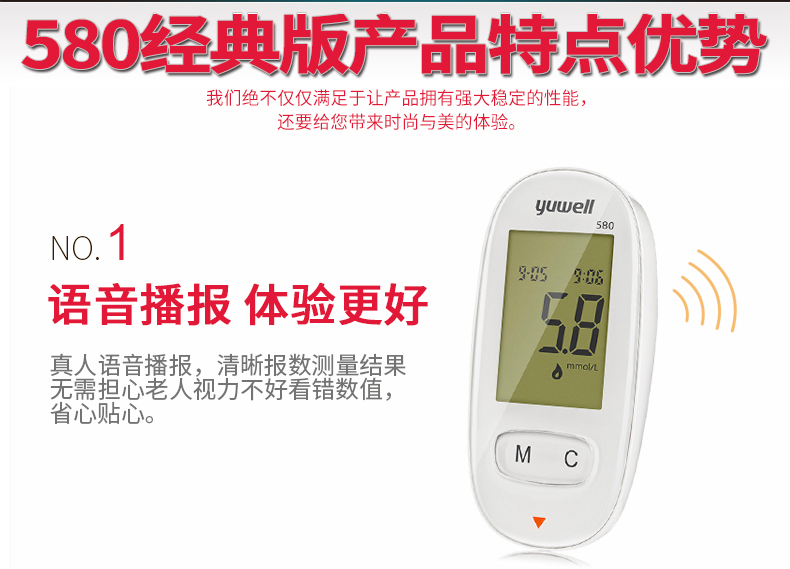 580经典版产品特点优势
我们绝不仅仅满足于让产品拥有强大稳定的性能，
还要给您带来时尚与美的体验。
NO. 1
语音播报 体验更好
真人语音播报，清晰报数测量结果
无需担心老人视力不好看错数值，
省心贴心。
yuwell
580
9-05 9:06
5.8
mmol/L
M C